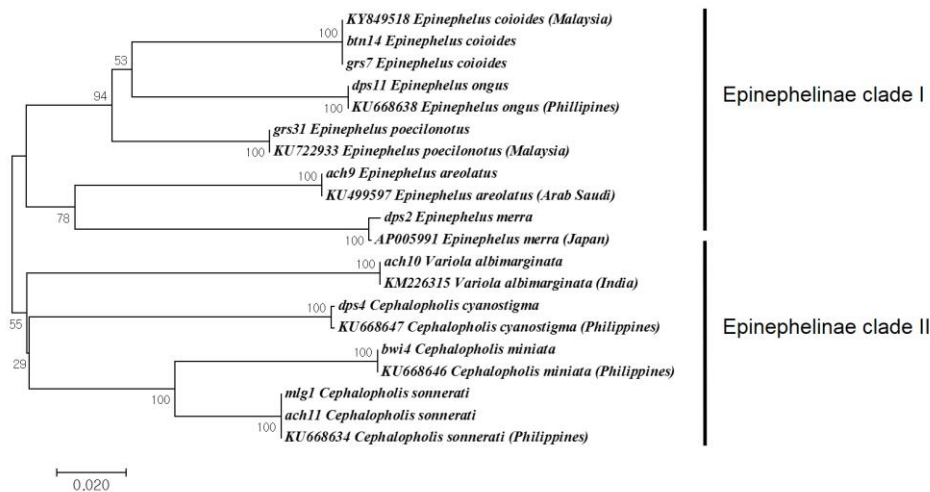 KY849518 Epinephelus coioides (Malaysia)
100
btn14 Epinephelus coioides
53
grs7 Epinephelus coioides
dps11 Epinephelus ongus
Epinephelinae clade I
94
100
KU668638 Epinephelus ongus (Phillipines)
grs31 Epinephelus poecilonotus
100
KU722933 Epinephelus poecilonotus (Malaysia)
ach9 Epinephelus areolatus
100
KU499597 Epinephelus areolatus (Arab Saudi)
78
dps2 Epinephelus merra
100
AP005991 Epinephelus merra (Japan)
ach10 Variola albimarginata
100
KM226315 Variola albimarginata (India)
dps4 Cephalopholis cyanostigma
100
55
KU668647 Cephalopholis cyanostigma (Philippines)
Epinephelinae clade II
bwi4 Cephalopholis miniata
100
29
KU668646 Cephalopholis miniata (Philippines)
mlg1 Cephalopholis sonnerati
100
ach11 Cephalopholis sonnerati
100
KU668634 Cephalopholis sonnerati (Philippines)
0.020